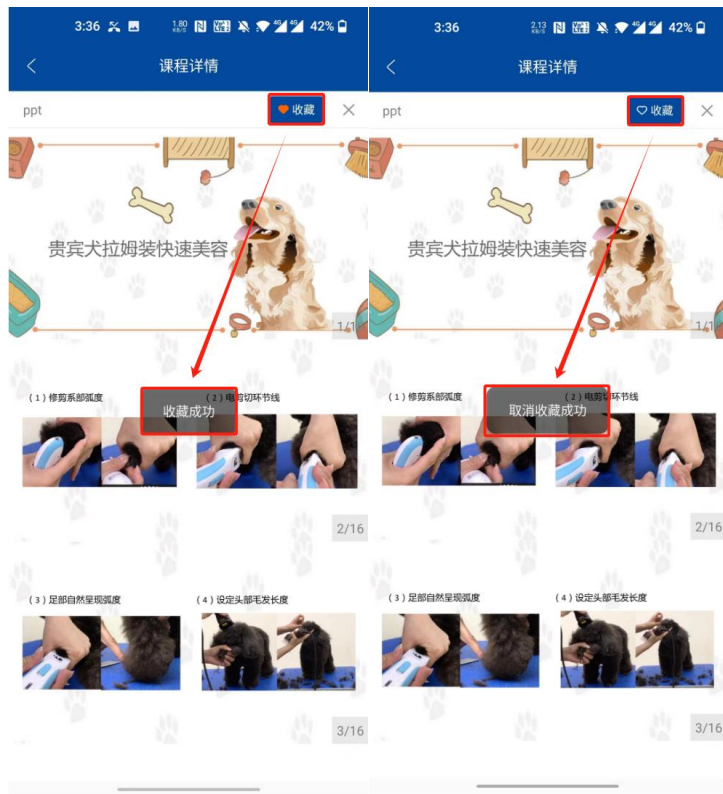 3:36 1.80 KB/S 42%
课程详情
ppt 收藏
贵宾犬拉姆装快速美容
(1)修剪系部弧度 (2)电剪切环节线
收藏成功
2/16
(3)足部自然呈现弧度 (4)设定头部毛发长度
3/16
3:36 2.13 KB/S 42%
课程详情
ppt 收藏
贵宾犬拉姆装快速美容
(1)修剪系部弧度 (2)电剪切环节线
取消收藏成功
2/16
(3)足部自然呈现弧度 (4)设定头部毛发长度
3/16